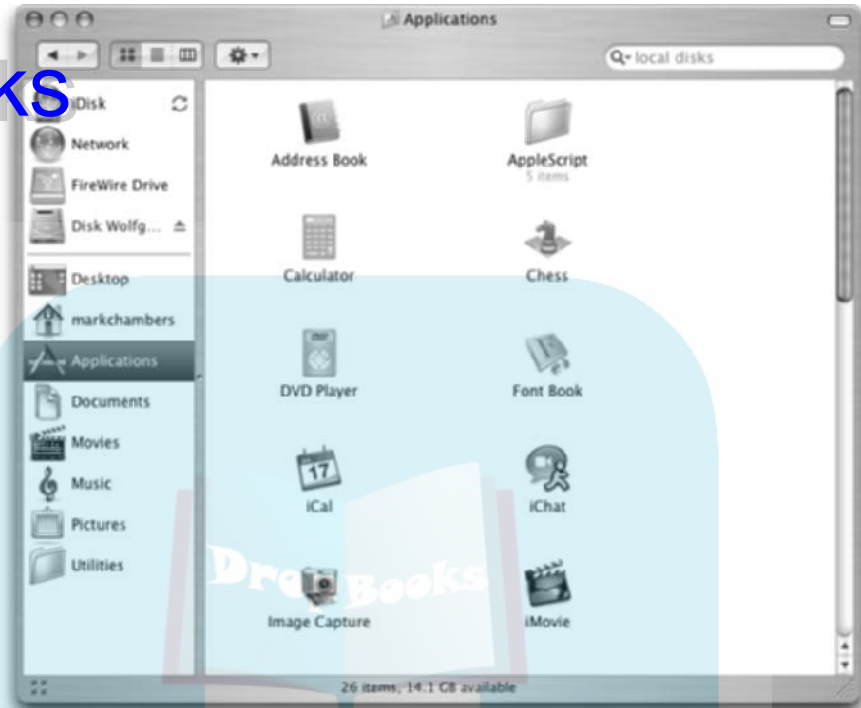 Applications
local disks
ks
iDisk
Network
FireWire Drive
Disk Wolfg...
Desktop
markchambers
Applications
Documents
Movies
Music
Pictures
Utilities
Address Book
AppleScript
5 items
Calculator
Chess
DVD Player
Font Book
17
iCal
iChat
DropBooks
Image Capture
iMovie
26 items, 14.1 GB available